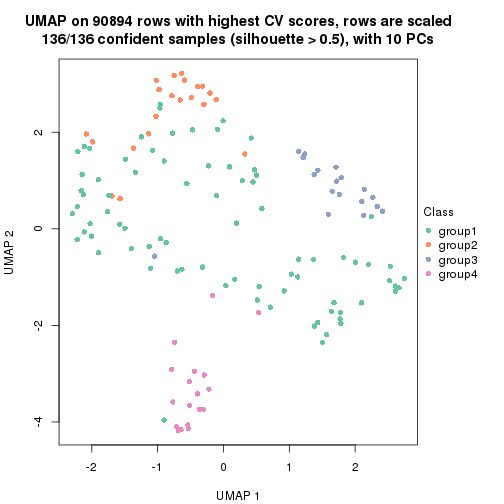 UMAP on 90894 rows with highest CV scores, rows are scaled
136/136 confident samples (silhouette > 0.5), with 10 PCs
UMAP 2
2
0
-2
-4
-2
-1
0
1
2
UMAP 1
Class
group1
group2
group3
group4